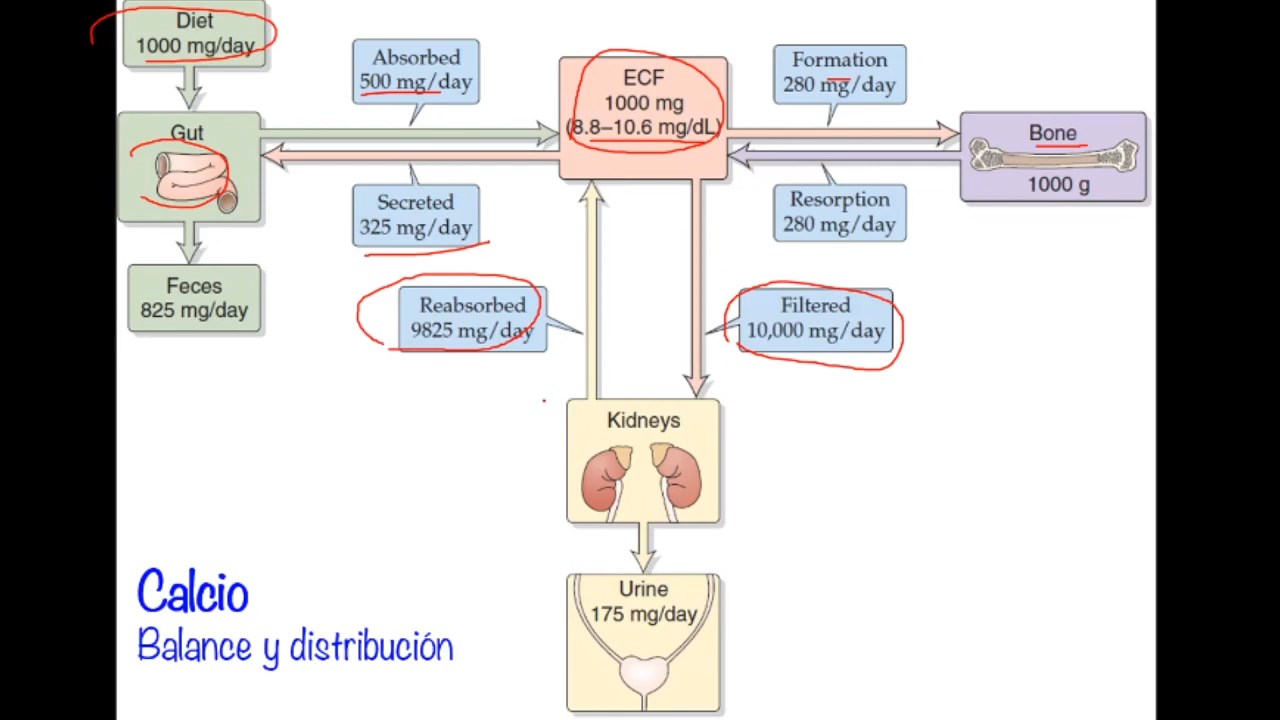 Diet
1000 mg/day
Absorbed
500 mg/day
ECF
1000 mg
(8.8–10.6 mg/dL)
Formation
280 mg/day
Gut
Bone
1000 g
Secreted
325 mg/day
Resorption
280 mg/day
Feces
825 mg/day
Reabsorbed
9825 mg/day
Filtered
10,000 mg/day
Kidneys
Urine
175 mg/day
Calcio
Balance y distribución